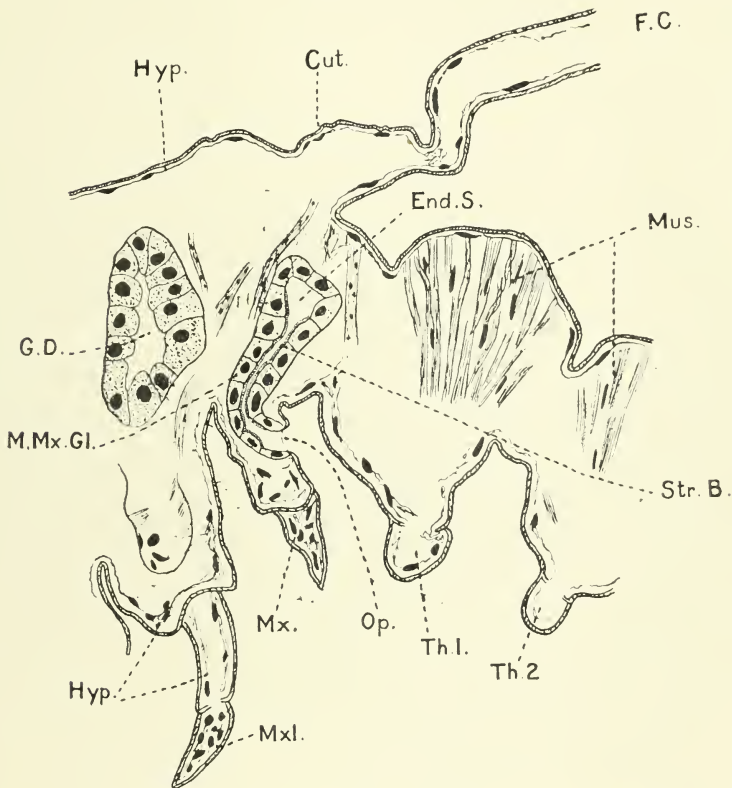 F.C.
Hyp.
Cut.
End.S.
Mus.
G.D.
M.Mx.Gl.
Str.B.
Mx.
Op.
Th.1.
Th.2
Hyp.
Mxl.